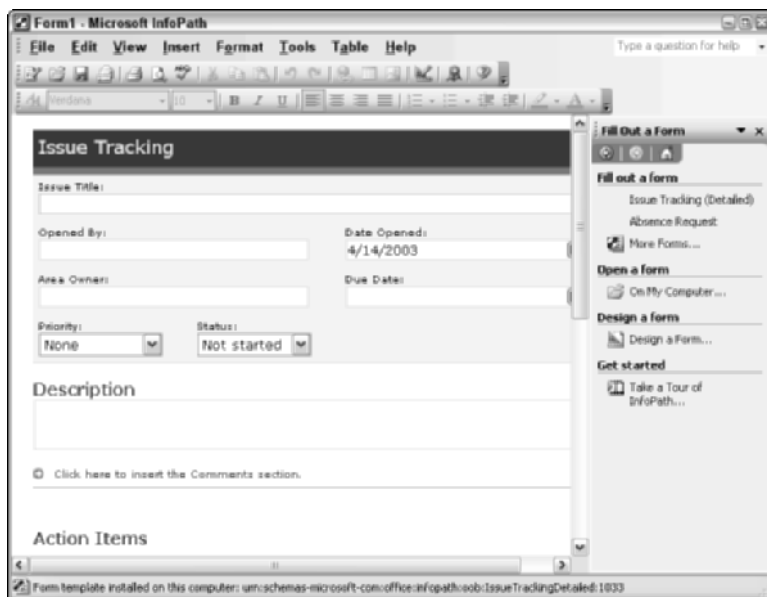 Form1 - Microsoft InfoPath
File Edit View Insert Format Tools Table Help
Type a question for help
Verdana 10 B I U A
Fill Out a Form
Issue Tracking
Fill out a form
Issue Tracking (Detailed)
Absence Request
More Forms...
Open a form
On My Computer...
Design a form
Design a Form...
Get started
Take a Tour of
InfoPath...
Issue Title:
Opened By: Date Opened:
4/14/2003
Area Owner: Due Date:
Priority: Status:
None Not started
Description
Click here to insert the Comments section.
Action Items
Form template installed on this computer: urn:schemas-microsoft-com:office:infopath:oob:IssueTrackingDetailed:1033